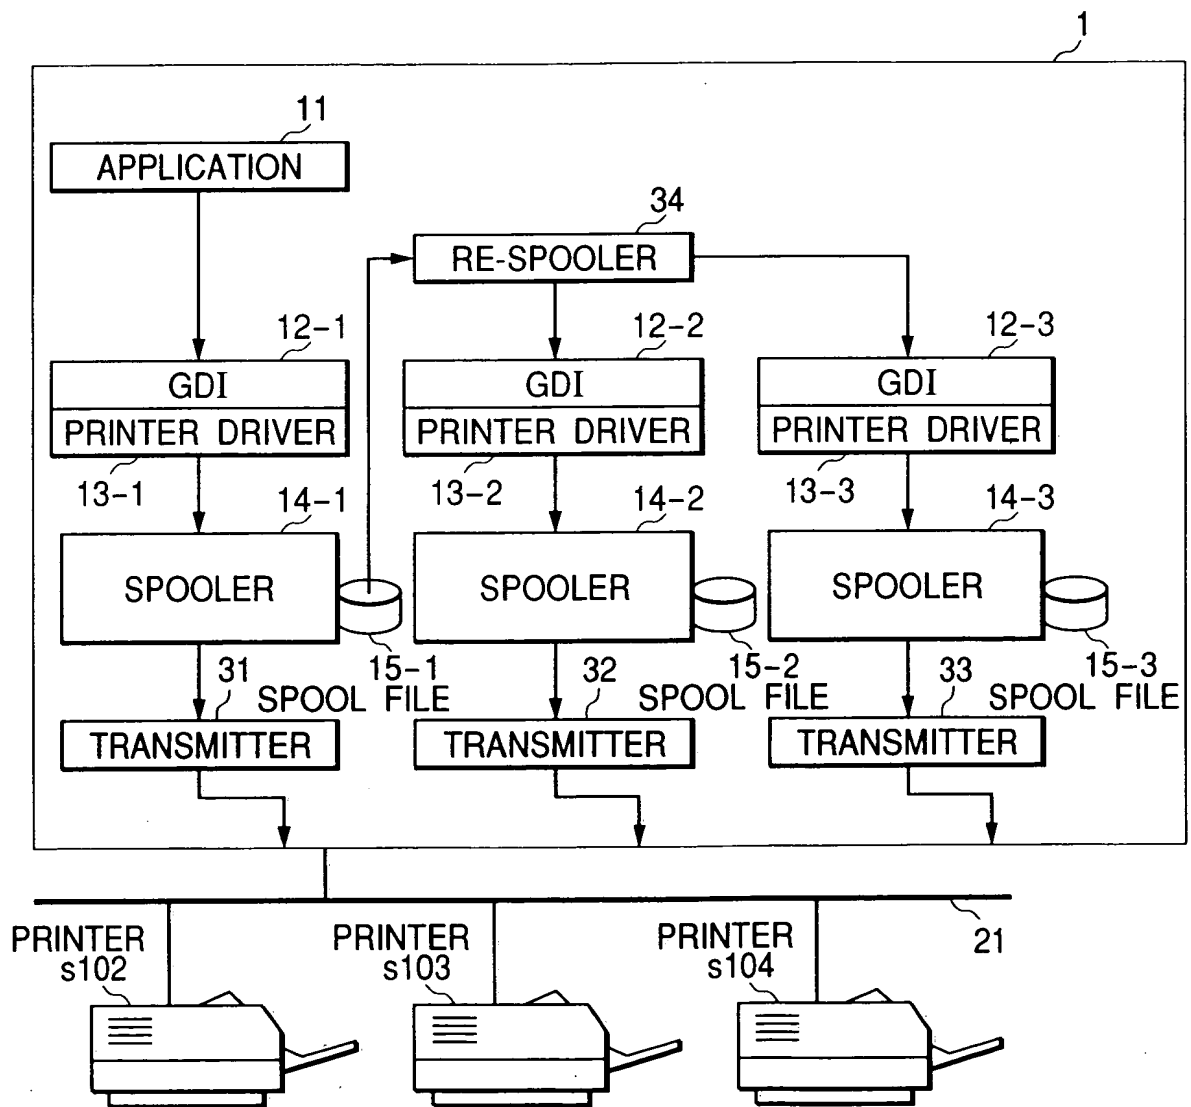 1
11
APPLICATION
34
RE-SPOOLER
12-1
12-2
12-3
GDI
GDI
GDI
PRINTER DRIVER
PRINTER DRIVER
PRINTER DRIVER
13-1
13-2
13-3
14-1
14-2
14-3
SPOOLER
SPOOLER
SPOOLER
15-1
SPOOL FILE
15-2
SPOOL FILE
15-3
SPOOL FILE
31
32
33
TRANSMITTER
TRANSMITTER
TRANSMITTER
21
PRINTER
s102
PRINTER
s103
PRINTER
s104